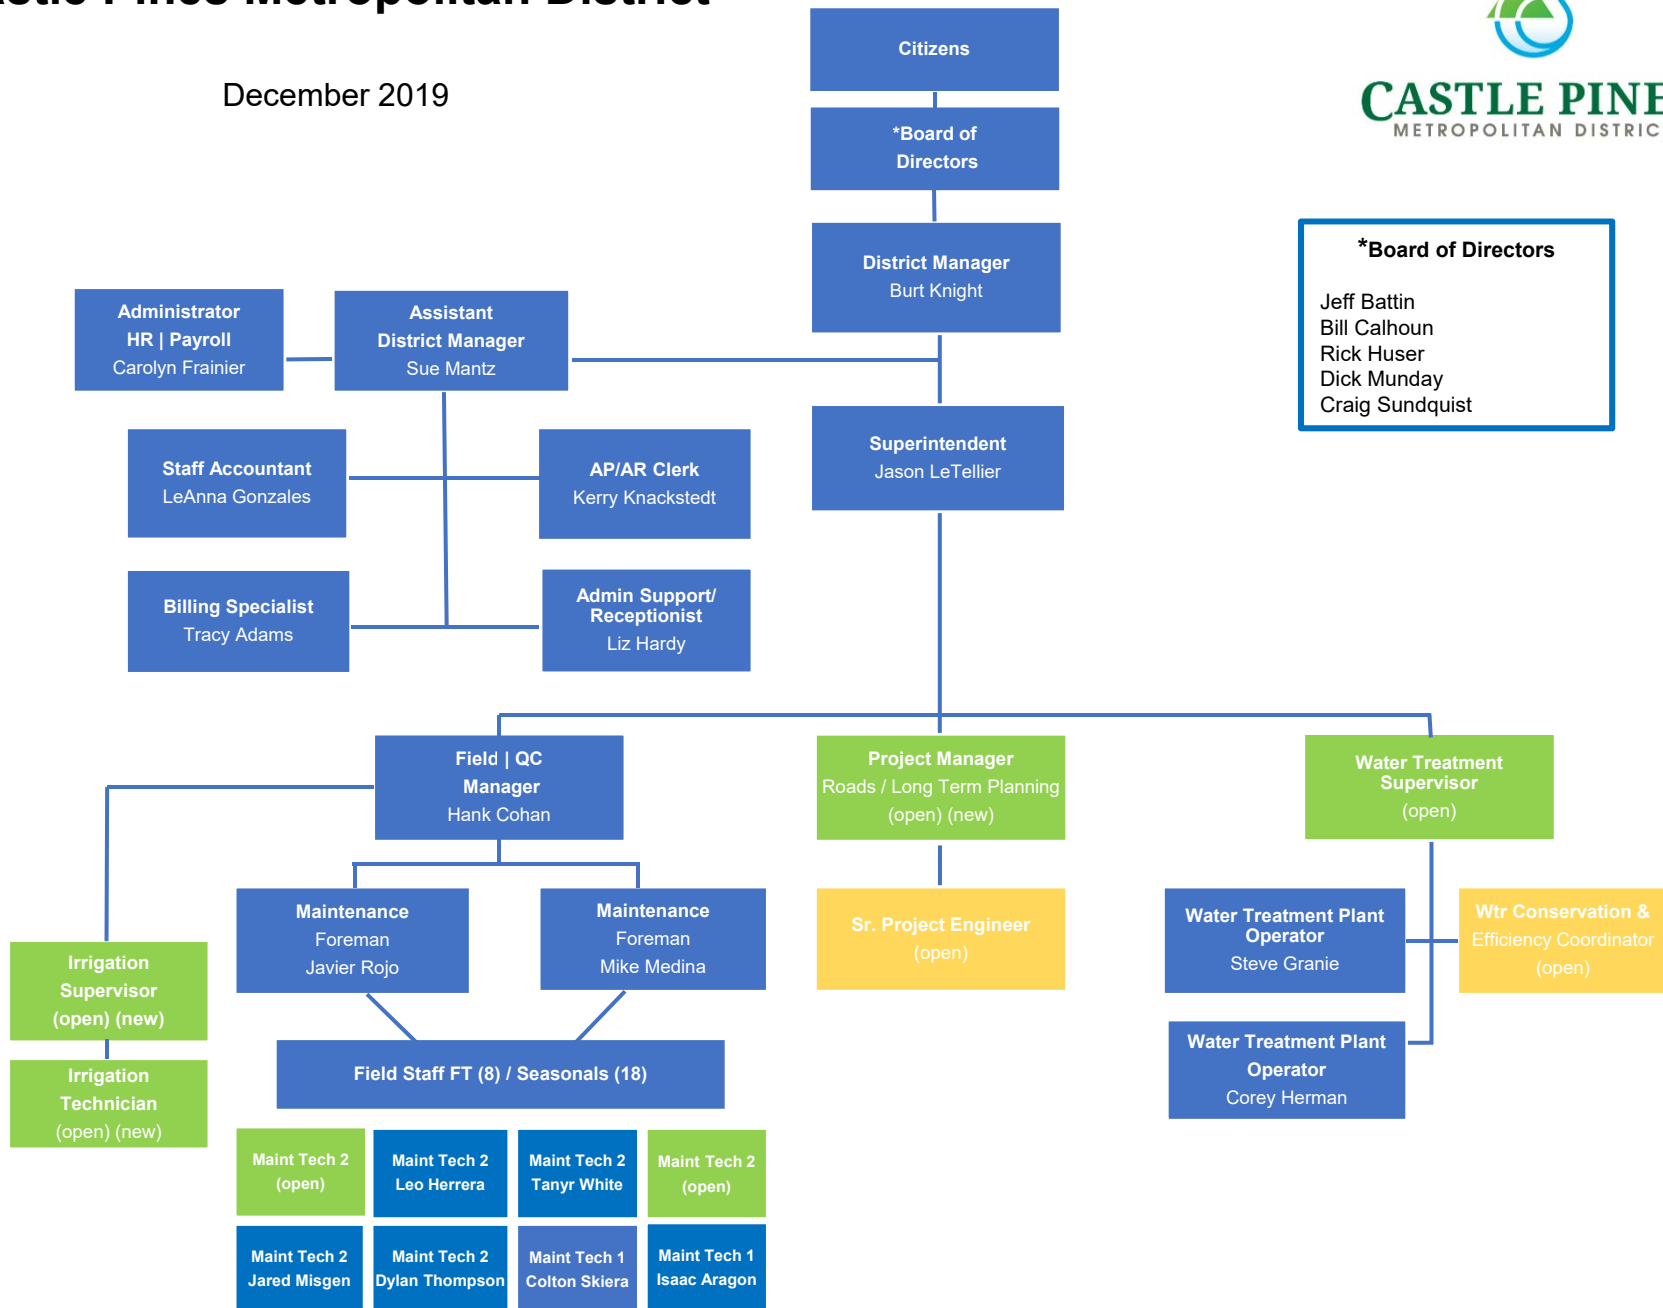 Pines Metropolitan District
December 2019
CASTLE
METROPOLITAN
Citizens
*Board of
Directors
District Manager
Burt Knight
*Board of Directors
Jeff Battin
Bill Calhoun
Rick Huser
Dick Munday
Craig Sundquist
Administrator
HR | Payroll
Carolyn Frainier
Assistant
District Manager
Sue Mantz
Superintendent
Jason LeTellier
Staff Accountant
LeAnna Gonzales
AP/AR Clerk
Kerry Knackstedt
Billing Specialist
Tracy Adams
Admin Support/
Receptionist
Liz Hardy
Field | QC
Manager
Hank Cohan
Project Manager
Roads / Long Term Planning
(open) (new)
Water Treatment
Supervisor
(open)
Maintenance
Foreman
Javier Rojo
Maintenance
Foreman
Mike Medina
Sr. Project Engineer
(open)
Water Treatment Plant
Operator
Steve Granie
Wtr Conservation &
Efficiency Coordinator
(open)
Irrigation
Supervisor
(open) (new)
Irrigation
Technician
(open) (new)
Field Staff FT (8) / Seasonals (18)
Water Treatment Plant
Operator
Corey Herman
Maint Tech 2
(open)
Maint Tech 2
Leo Herrera
Maint Tech 2
Tanyr White
Maint Tech 2
(open)
Maint Tech 2
Jared Misgen
Maint Tech 2
Dylan Thompson
Maint Tech 1
Colton Skiera
Maint Tech 1
Isaac Aragon